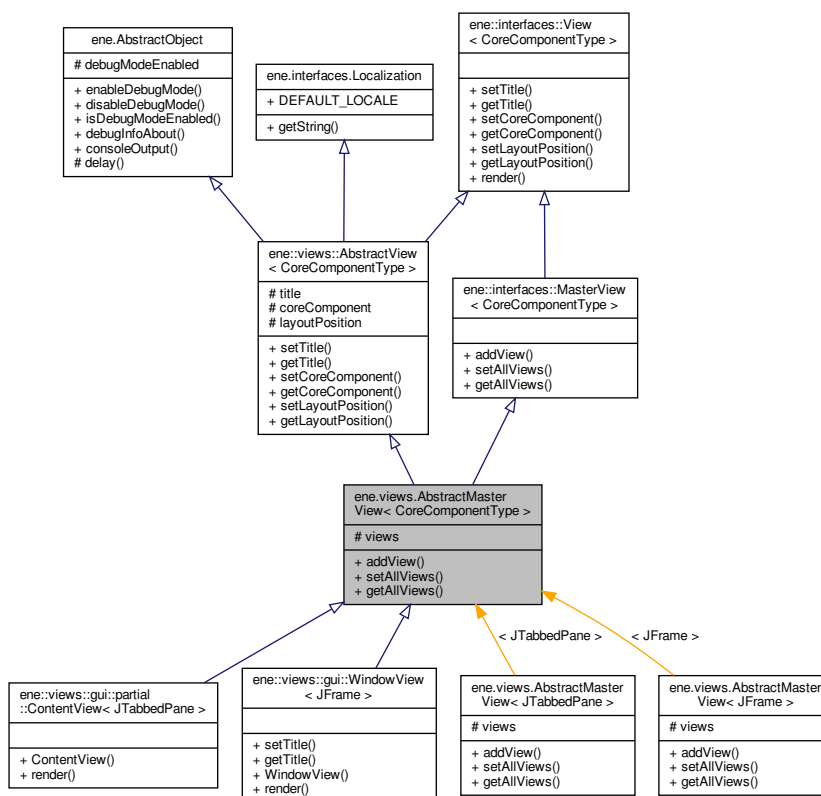 ene.AbstractObject
# debugModeEnabled
+ enableDebugMode()
+ disableDebugMode()
+ isDebugModeEnabled()
+ debugInfoAbout()
+ consoleOutput()
# delay()
ene.interfaces.Localization
+ DEFAULT_LOCALE
+ getString()
ene::interfaces::View
< CoreComponentType >
+ setTitle()
+ getTitle()
+ setCoreComponent()
+ getCoreComponent()
+ setLayoutPosition()
+ getLayoutPosition()
+ render()
ene::views::AbstractView
< CoreComponentType >
# title
# coreComponent
# layoutPosition
+ setTitle()
+ getTitle()
+ setCoreComponent()
+ getCoreComponent()
+ setLayoutPosition()
+ getLayoutPosition()
ene::interfaces::MasterView
< CoreComponentType >
+ addView()
+ setAllViews()
+ getAllViews()
ene.views.AbstractMaster
View< CoreComponentType >
# views
+ addView()
+ setAllViews()
+ getAllViews()
< JTabbedPane >
< JFrame >
ene::views::gui::partial
::ContentView< JTabbedPane >
+ ContentView()
+ render()
ene::views::gui::WindowView
< JFrame >
+ setTitle()
+ getTitle()
+ WindowView()
+ render()
ene.views.AbstractMaster
View< JTabbedPane >
# views
+ addView()
+ setAllViews()
+ getAllViews()
ene.views.AbstractMaster
View< JFrame >
# views
+ addView()
+ setAllViews()
+ getAllViews()